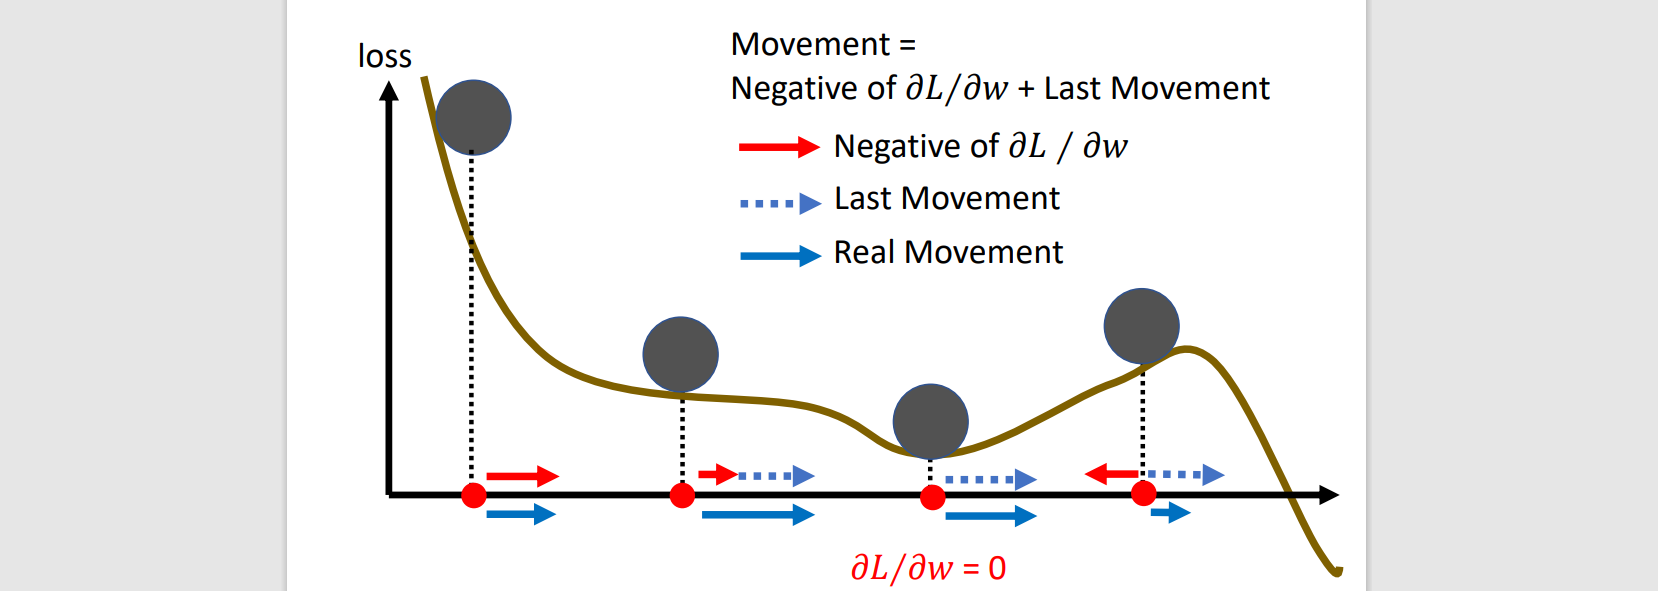 loss
Movement =
Negative of ∂L/∂w + Last Movement
Negative of ∂L / ∂w
Last Movement
Real Movement
∂L/∂w = 0